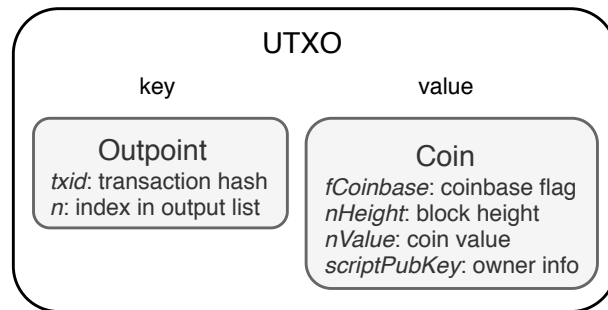 UTXO
key
value
Outpoint
txid: transaction hash
n: index in output list
Coin
fCoinbase: coinbase flag
nHeight: block height
nValue: coin value
scriptPubKey: owner info